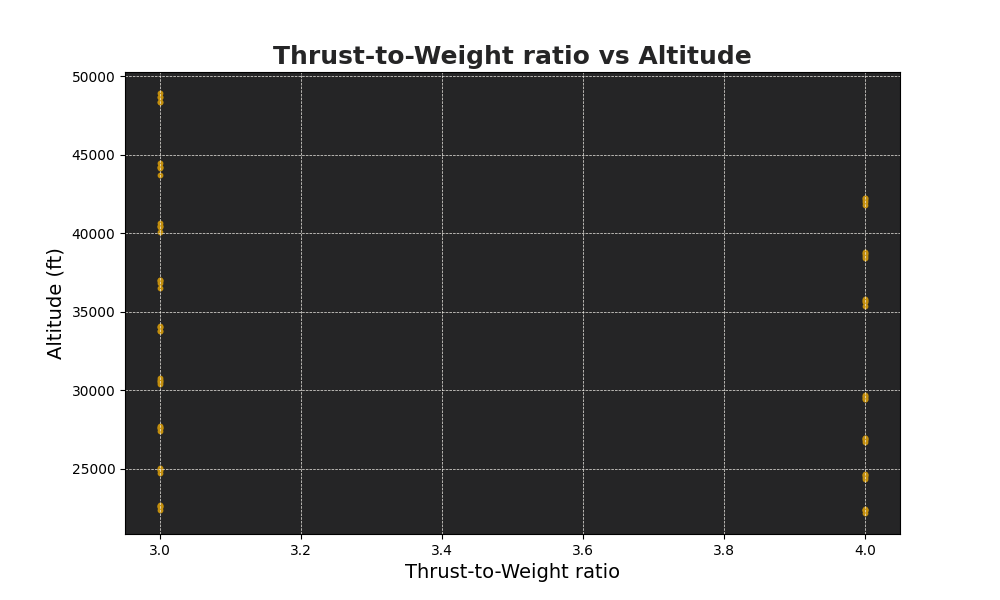 Thrust-to-Weight ratio vs Altitude
50000
45000
40000
35000
30000
25000
Altitude (ft)
3.0 3.2 3.4 3.6 3.8 4.0
Thrust-to-Weight ratio